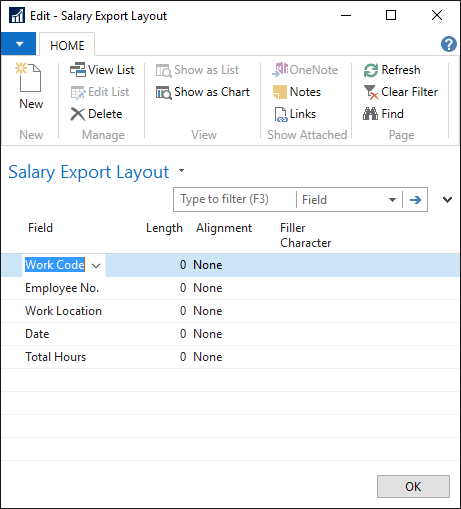 Edit - Salary Export Layout
HOME
New
View List
Edit List
Delete
Show as List
Show as Chart
OneNote
Notes
Links
Refresh
Clear Filter
Find
New
Manage
View
Show Attached
Page
Salary Export Layout
Type to filter (F3) Field
Field Length Alignment Filler
Character
Work Code 0 None
Employee No. 0 None
Work Location 0 None
Date 0 None
Total Hours 0 None
OK